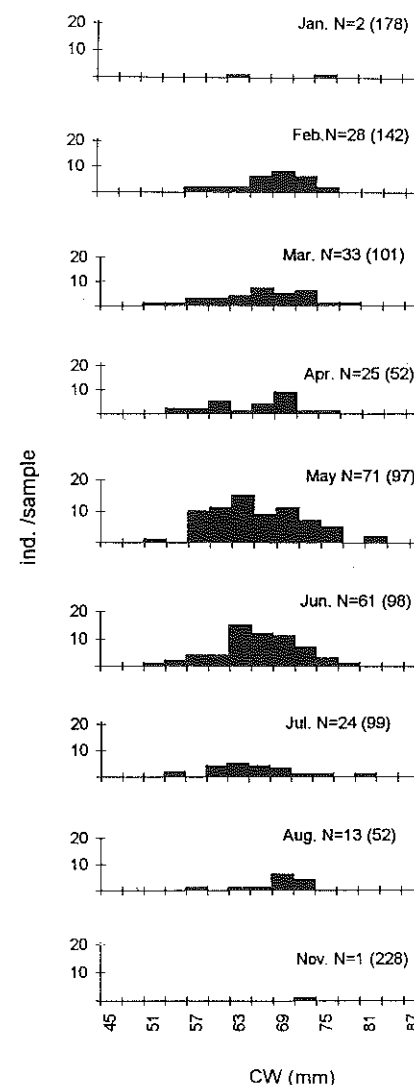 20
10
Jan. N=2 (178)
20
10
Feb.N=28 (142)
20
10
Mar. N=33 (101)
20
10
Apr. N=25 (52)
20
10
May N=71 (97)
ind. /sample
20
10
Jun. N=61 (98)
20
10
Jul. N=24 (99)
20
10
Aug. N=13 (52)
20
10
Nov. N=1 (228)
45 51 57 63 69 75 81 87
CW (mm)